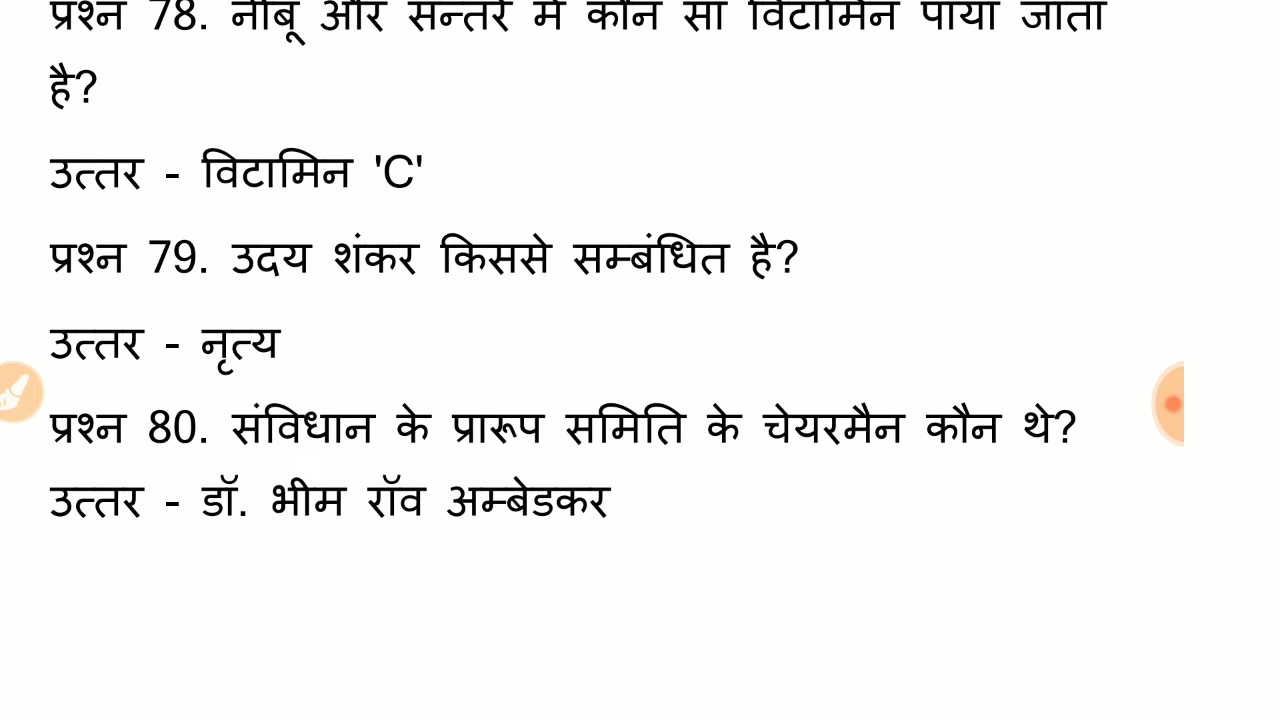 प्रश्न 78. नींबू और सन्तरे में कौन सा विटामिन पाया जाता
है?
उत्तर - विटामिन 'C'
प्रश्न 79. उदय शंकर किससे सम्बंधित है?
उत्तर - नृत्य
प्रश्न 80. संविधान के प्रारूप समिति के चेयरमैन कौन थे?
उत्तर - डॉ. भीम रॉव अम्बेडकर